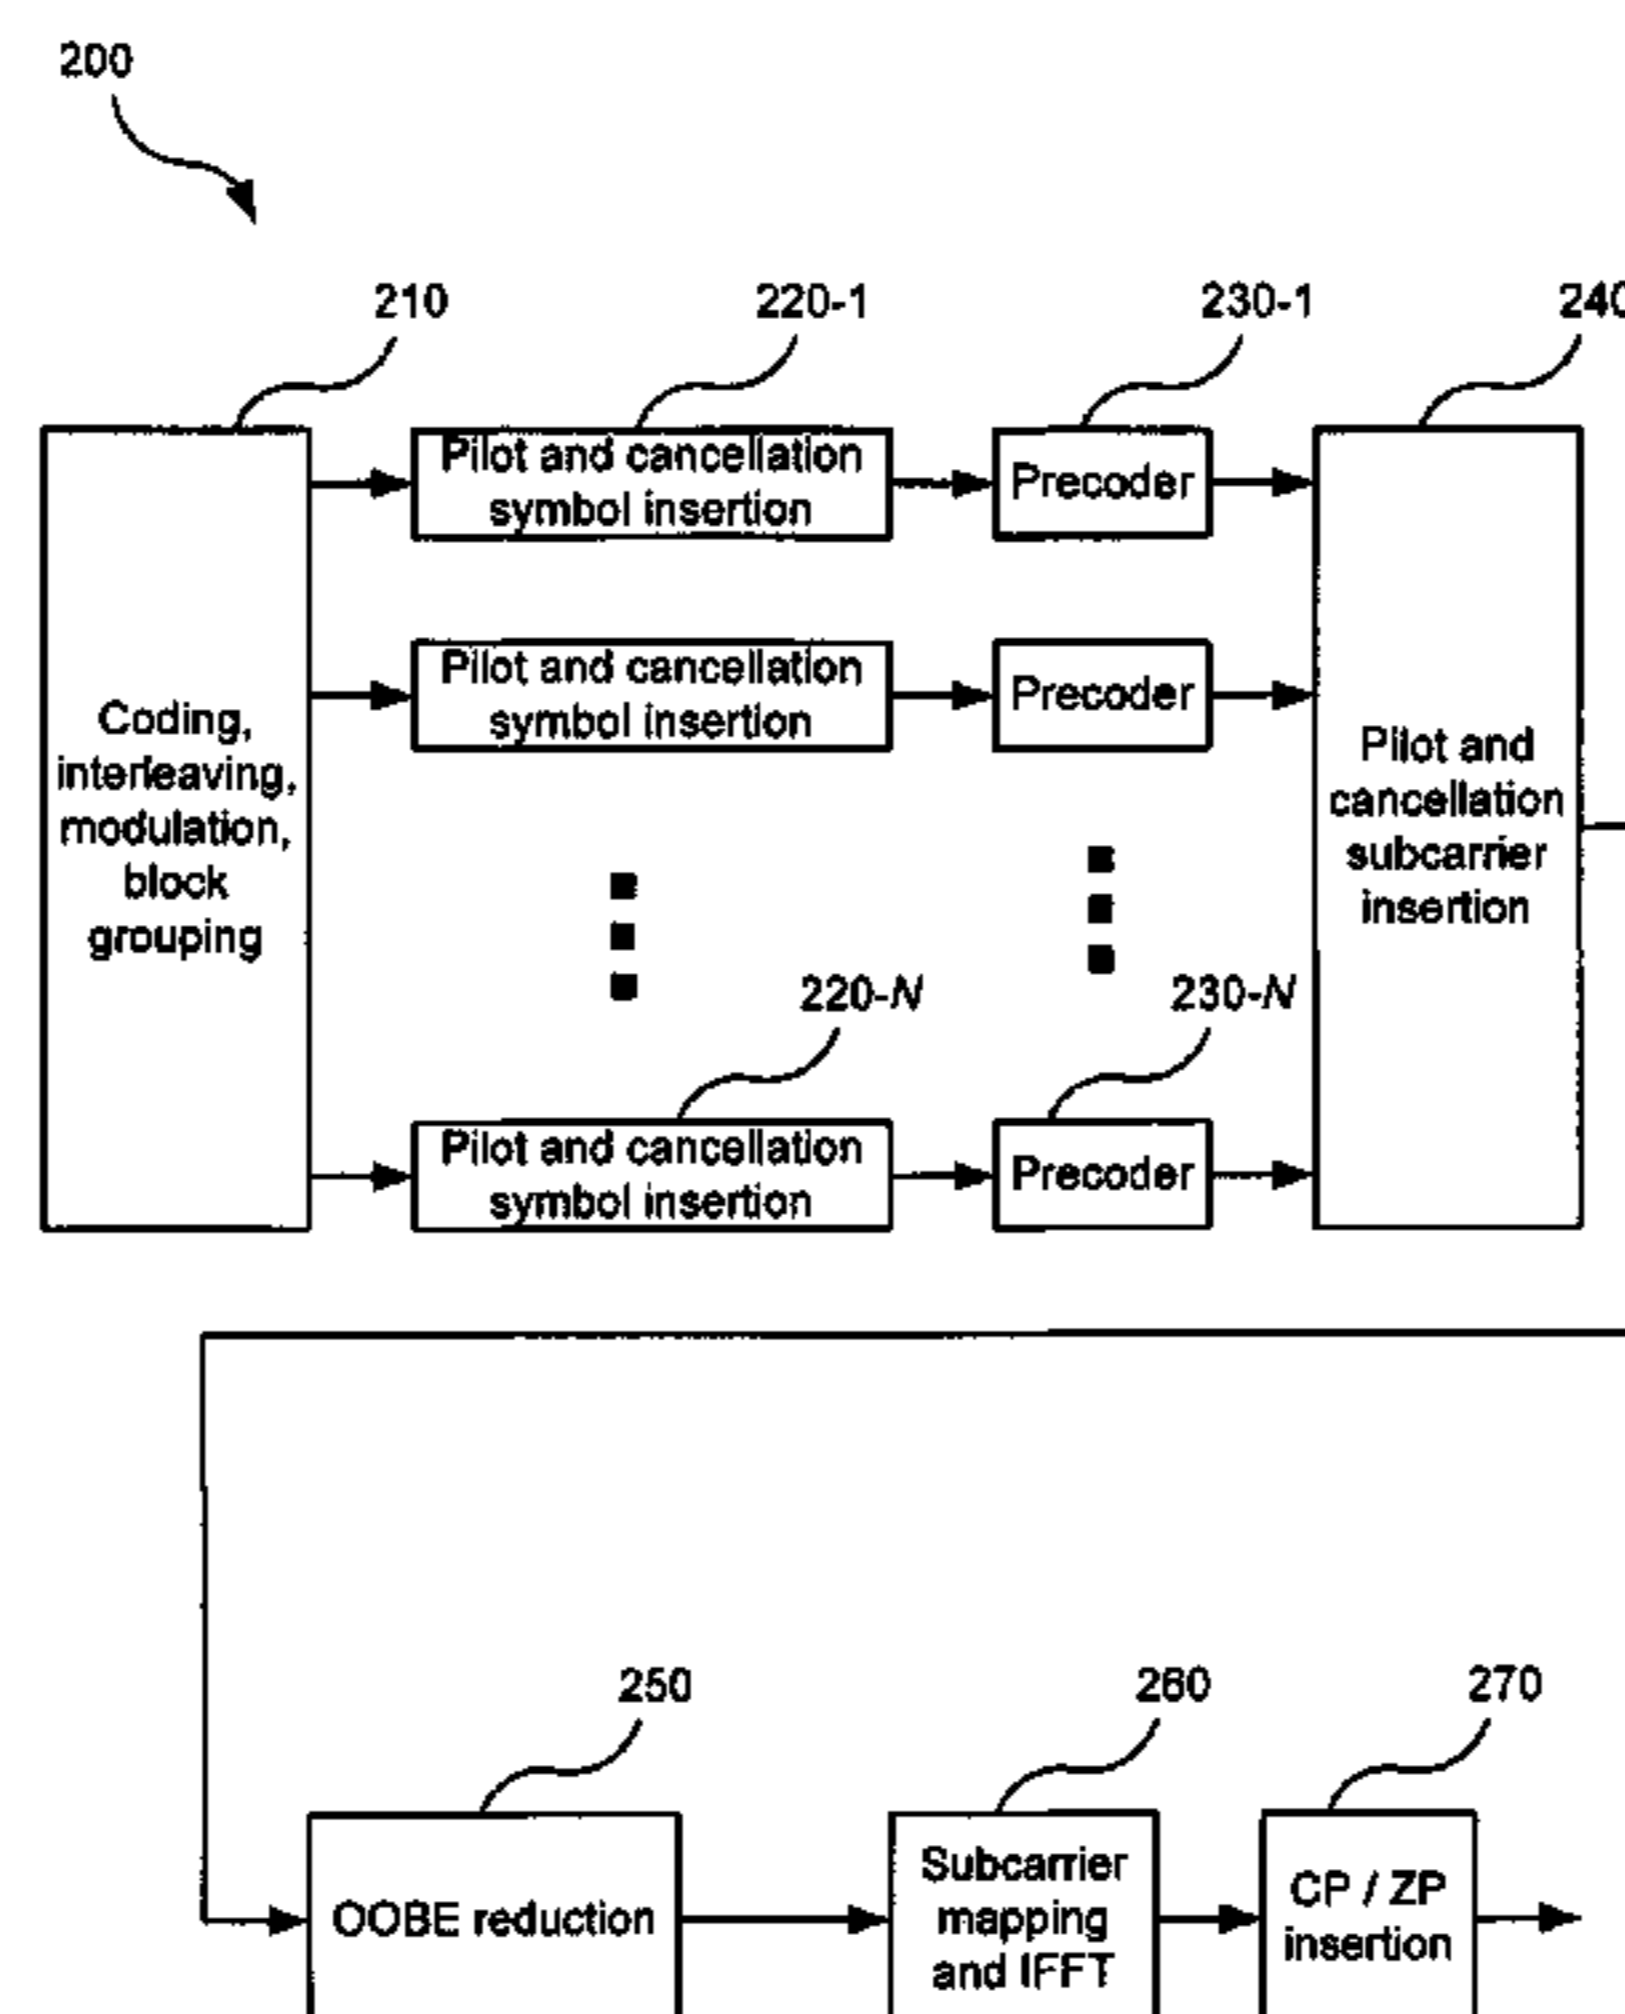 200
210
220-1
230-1
240
Pilot and cancellation
symbol insertion
Precoder
Pilot and cancellation
symbol insertion
Precoder
Coding,
interleaving,
modulation,
block
grouping
Pilot and
cancellation
subcarrier
insertion
220-N
230-N
Pilot and cancellation
symbol insertion
Precoder
250
260
270
OOBE reduction
Subcarrier
mapping
and IFFT
CP / ZP
insertion